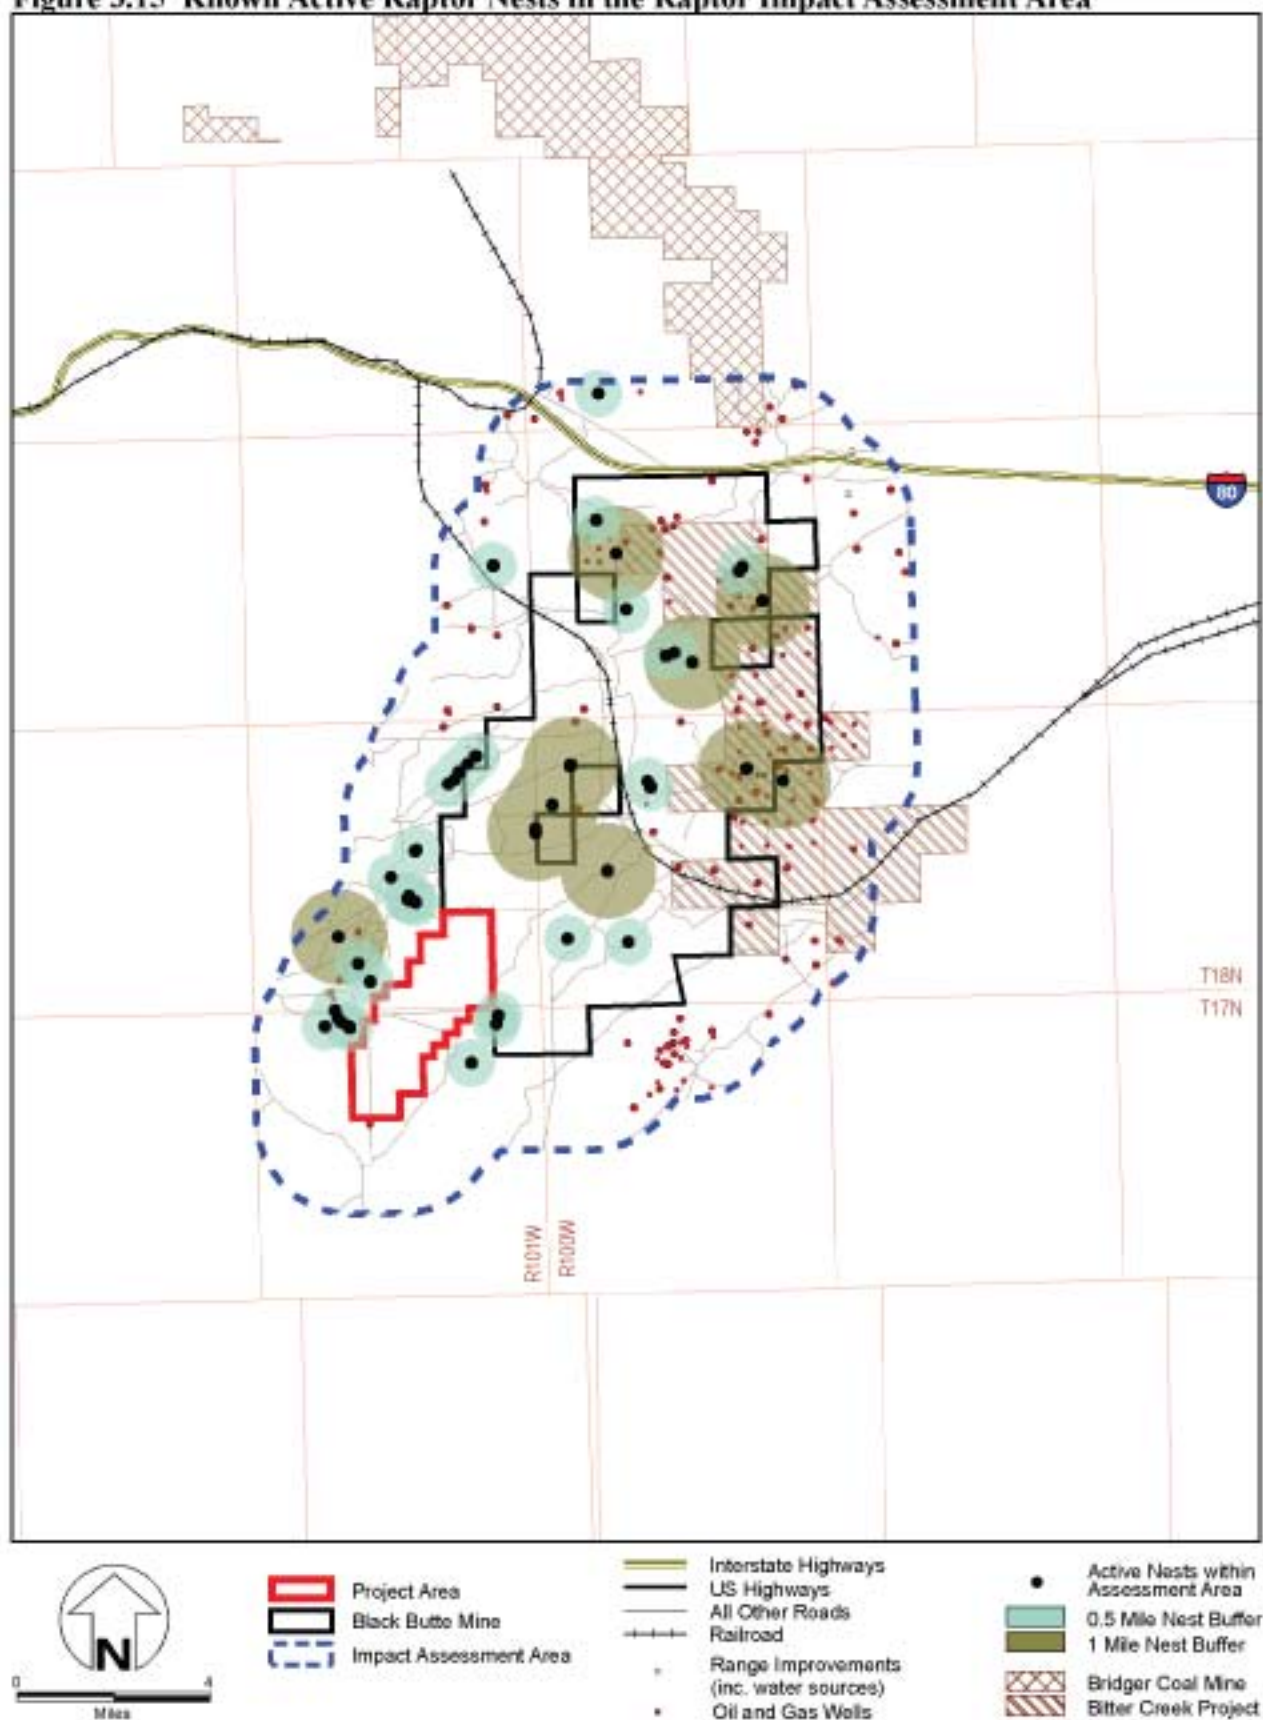 Figure 3.15 Known Active Raptor Nests in the Raptor Impact Assessment Area
80
T18N
T17N
R101W
R100W
N
0 4
Miles
Project Area
Black Butte Mine
Impact Assessment Area
Interstate Highways
US Highways
All Other Roads
Railroad
Range Improvements
(inc. water sources)
Oil and Gas Wells
Active Nests within
Assessment Area
0.5 Mile Nest Buffer
1 Mile Nest Buffer
Bridger Coal Mine
Bitter Creek Project